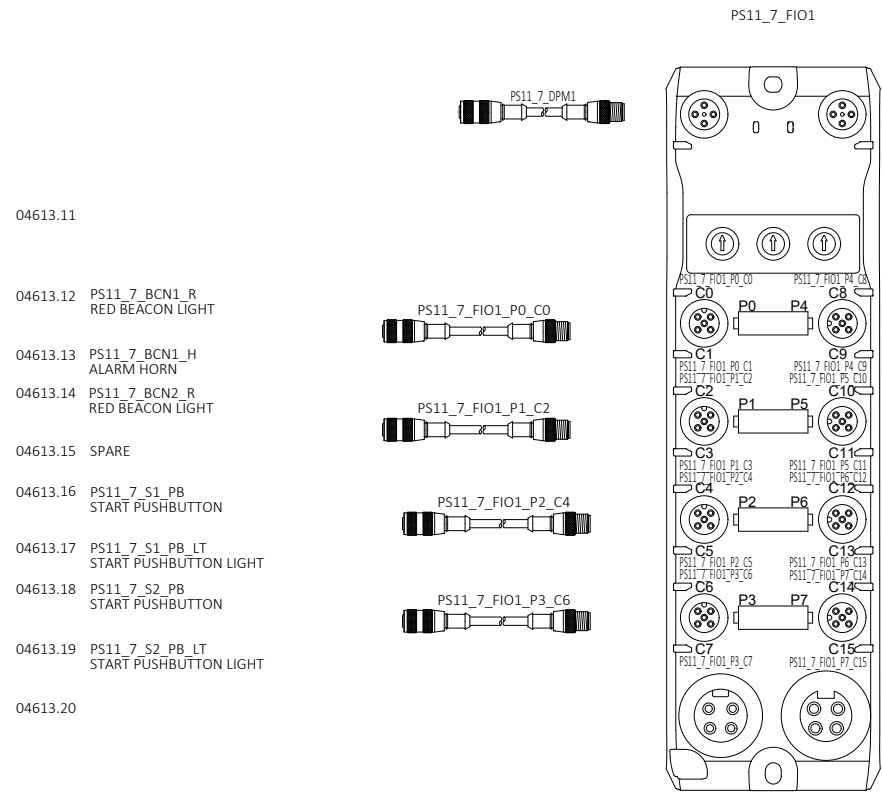 PS11_7_FIO1
PS11_7_DPM1
04613.11
04613.12 PS11_7_BCN1_R
RED BEACON LIGHT
PS11_7_FIO1_P0_C0
04613.13 PS11_7_BCN1_H
ALARM HORN
04613.14 PS11_7_BCN2_R
RED BEACON LIGHT
PS11_7_FIO1_P1_C2
04613.15 SPARE
04613.16 PS11_7_S1_PB
START PUSHBUTTON
PS11_7_FIO1_P2_C4
04613.17 PS11_7_S1_PB_LT
START PUSHBUTTON LIGHT
04613.18 PS11_7_S2_PB
START PUSHBUTTON
PS11_7_FIO1_P3_C6
04613.19 PS11_7_S2_PB_LT
START PUSHBUTTON LIGHT
04613.20
PS11_7_FIO1_P0_C0 PS11_7_FIO1_P4_C8
C0 C8
P0 P4
C1 C9
PS11_7_FIO1_P0_C1 PS11_7_FIO1_P4_C9
PS11_7_FIO1_P1_C2 PS11_7_FIO1_P5_C10
C2 C10
P1 P5
C3 C11
PS11_7_FIO1_P1_C3 PS11_7_FIO1_P5_C11
PS11_7_FIO1_P2_C4 PS11_7_FIO1_P6_C12
C4 C12
P2 P6
C5 C13
PS11_7_FIO1_P2_C5 PS11_7_FIO1_P6_C13
PS11_7_FIO1_P3_C6 PS11_7_FIO1_P7_C14
C6 C14
P3 P7
C7 C15
PS11_7_FIO1_P3_C7 PS11_7_FIO1_P7_C15